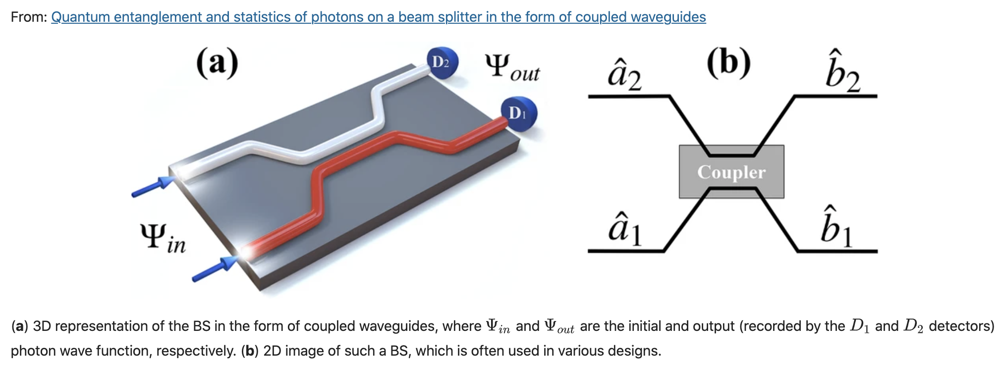 From: Quantum entanglement and statistics of photons on a beam splitter in the form of coupled waveguides
(a)
D2
Ψout
D1
Ψin
(b)
â2
b̂2
Coupler
â1
b̂1
(a) 3D representation of the BS in the form of coupled waveguides, where Ψin and Ψout are the initial and output (recorded by the D1 and D2 detectors)
photon wave function, respectively. (b) 2D image of such a BS, which is often used in various designs.